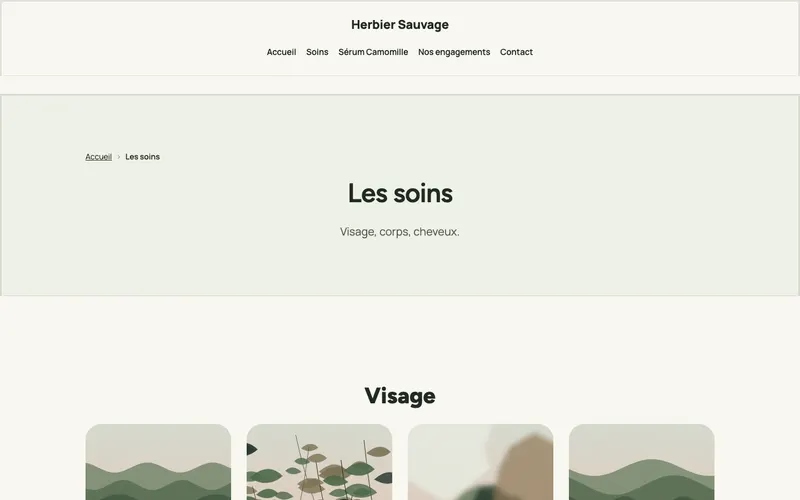 Herbier Sauvage
Accueil Soins Sérum Camomille Nos engagements Contact
Accueil › Les soins
Les soins
Visage, corps, cheveux.
Visage